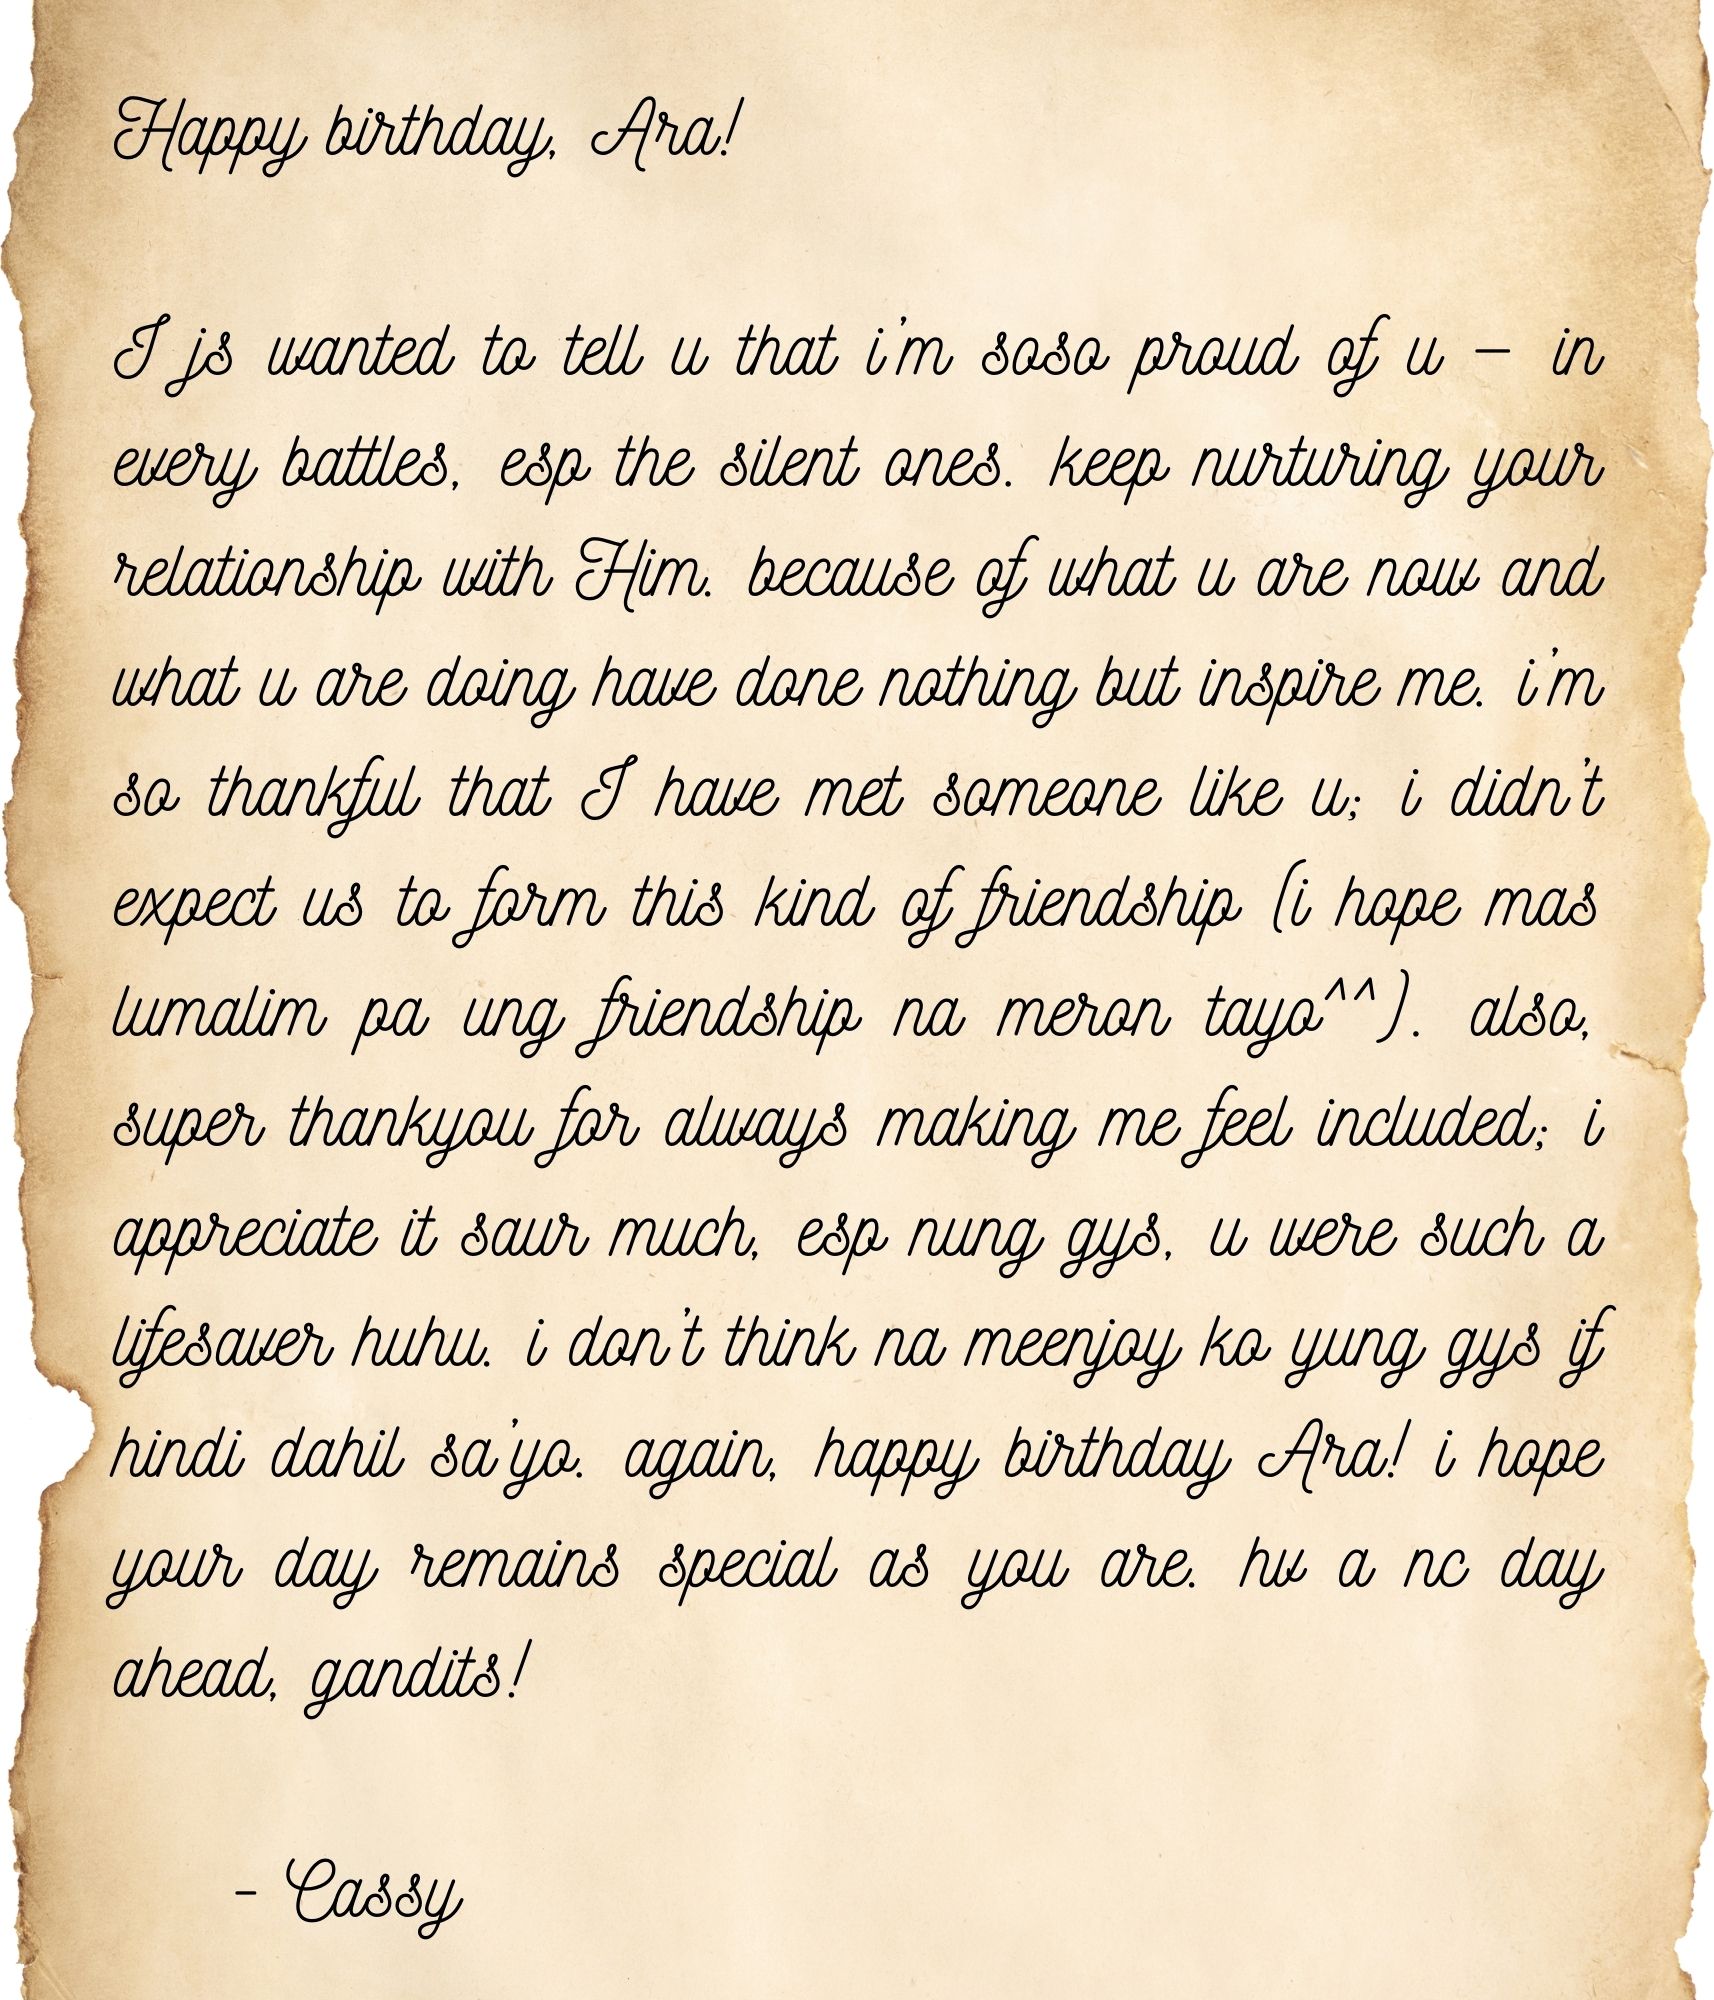 Happy birthday, Ara!
I js wanted to tell u that i'm soso proud of u – in
every battles, esp the silent ones. keep nurturing your
relationship with Him. because of what u are now and
what u are doing have done nothing but inspire me. i'm
so thankful that I have met someone like u; i didn't
expect us to form this kind of friendship (i hope mas
lumalim pa ung friendship na meron tayo^^). also,
super thankyou for always making me feel included; i
appreciate it saur much, esp nung gys, u were such a
lifesaver huhu. i don't think na meenjoy ko yung gys if
hindi dahil sa'yo. again, happy birthday Ara! i hope
your day remains special as you are. hv a nc day
ahead, gandits!
- Cassy